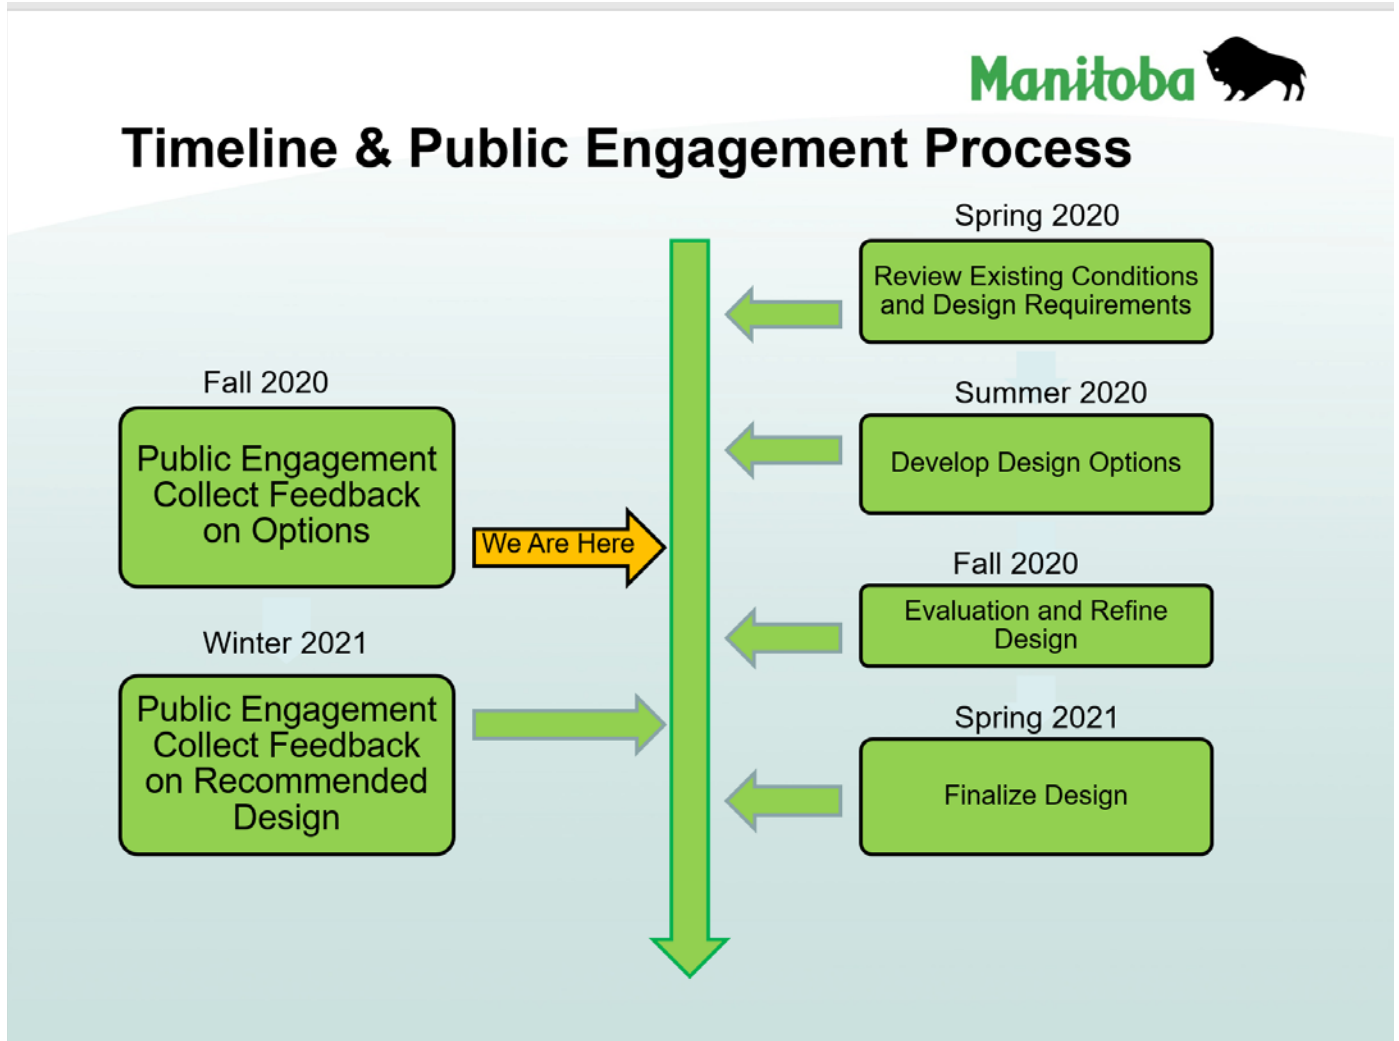 Manitoba
Timeline & Public Engagement Process
Spring 2020
Review Existing Conditions
and Design Requirements
Summer 2020
Develop Design Options
Fall 2020
Public Engagement
Collect Feedback
on Options
We Are Here
Fall 2020
Evaluation and Refine
Design
Winter 2021
Public Engagement
Collect Feedback
on Recommended
Design
Spring 2021
Finalize Design